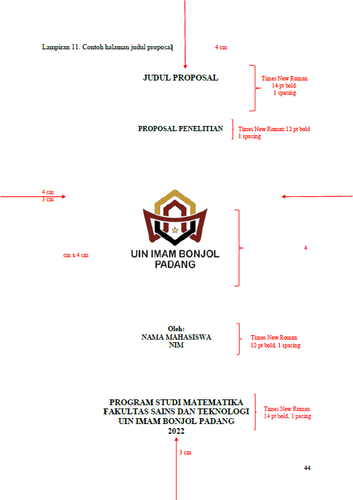 Lampiran 11. Contoh halaman judul proposal
4 cm
JUDUL PROPOSAL
Times New Roman
14 pt bold
1 spacing
PROPOSAL PENELITIAN
Times New Roman 12 pt bold
1 spacing
4 cm
3 cm
UIN IMAM BONJOL
PADANG
cm x 4 cm
4
Oleh:
NAMA MAHASISWA
NIM
Times New Roman
12 pt bold, 1 spacing
PROGRAM STUDI MATEMATIKA
FAKULTAS SAINS DAN TEKNOLOGI
UIN IMAM BONJOL PADANG
2022
Times New Roman
14 pt bold, 1 spacing
3 cm
44